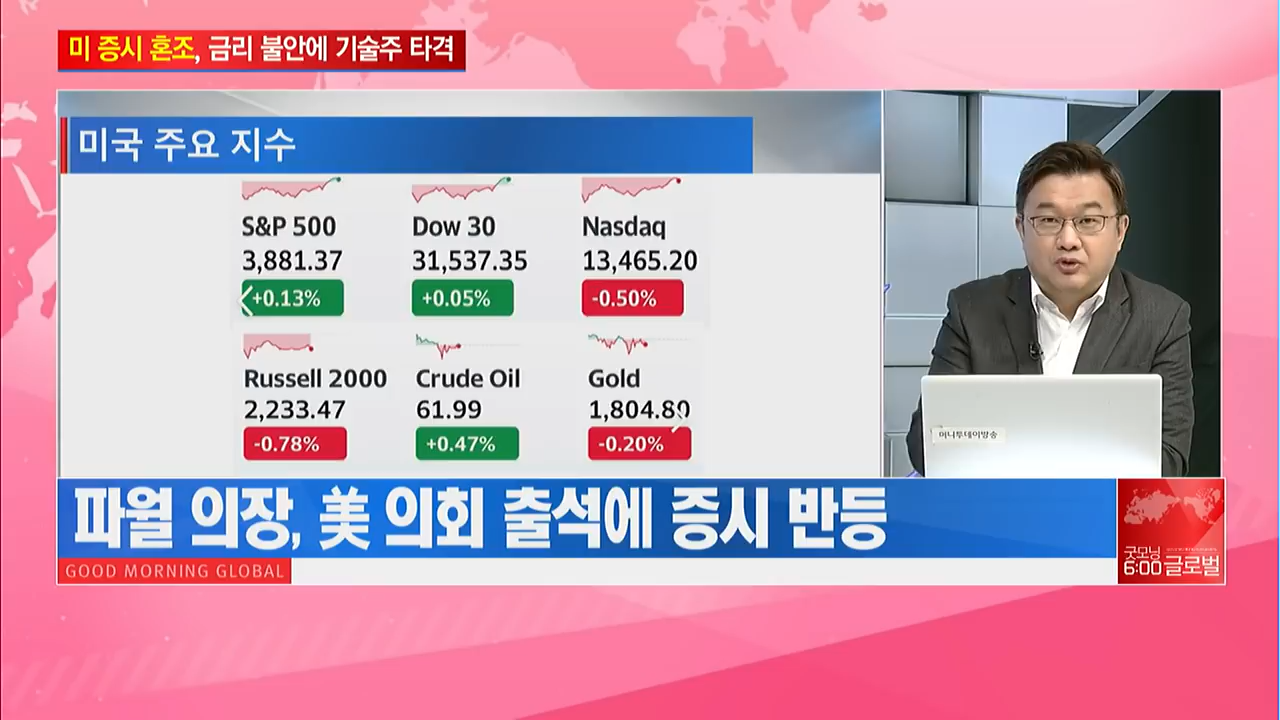 미 증시 혼조, 금리 불안에 기술주 타격
미국 주요 지수
S&P 500 Dow 30 Nasdaq
3,881.37 31,537.35 13,465.20
+0.13% +0.05% -0.50%
Russell 2000 Crude Oil Gold
2,233.47 61.99 1,804.80
-0.78% +0.47% -0.20%
머니투데이방송
파월 의장, 美 의회 출석에 증시 반등
GOOD MORNING GLOBAL
굿모닝
6:00 글로벌